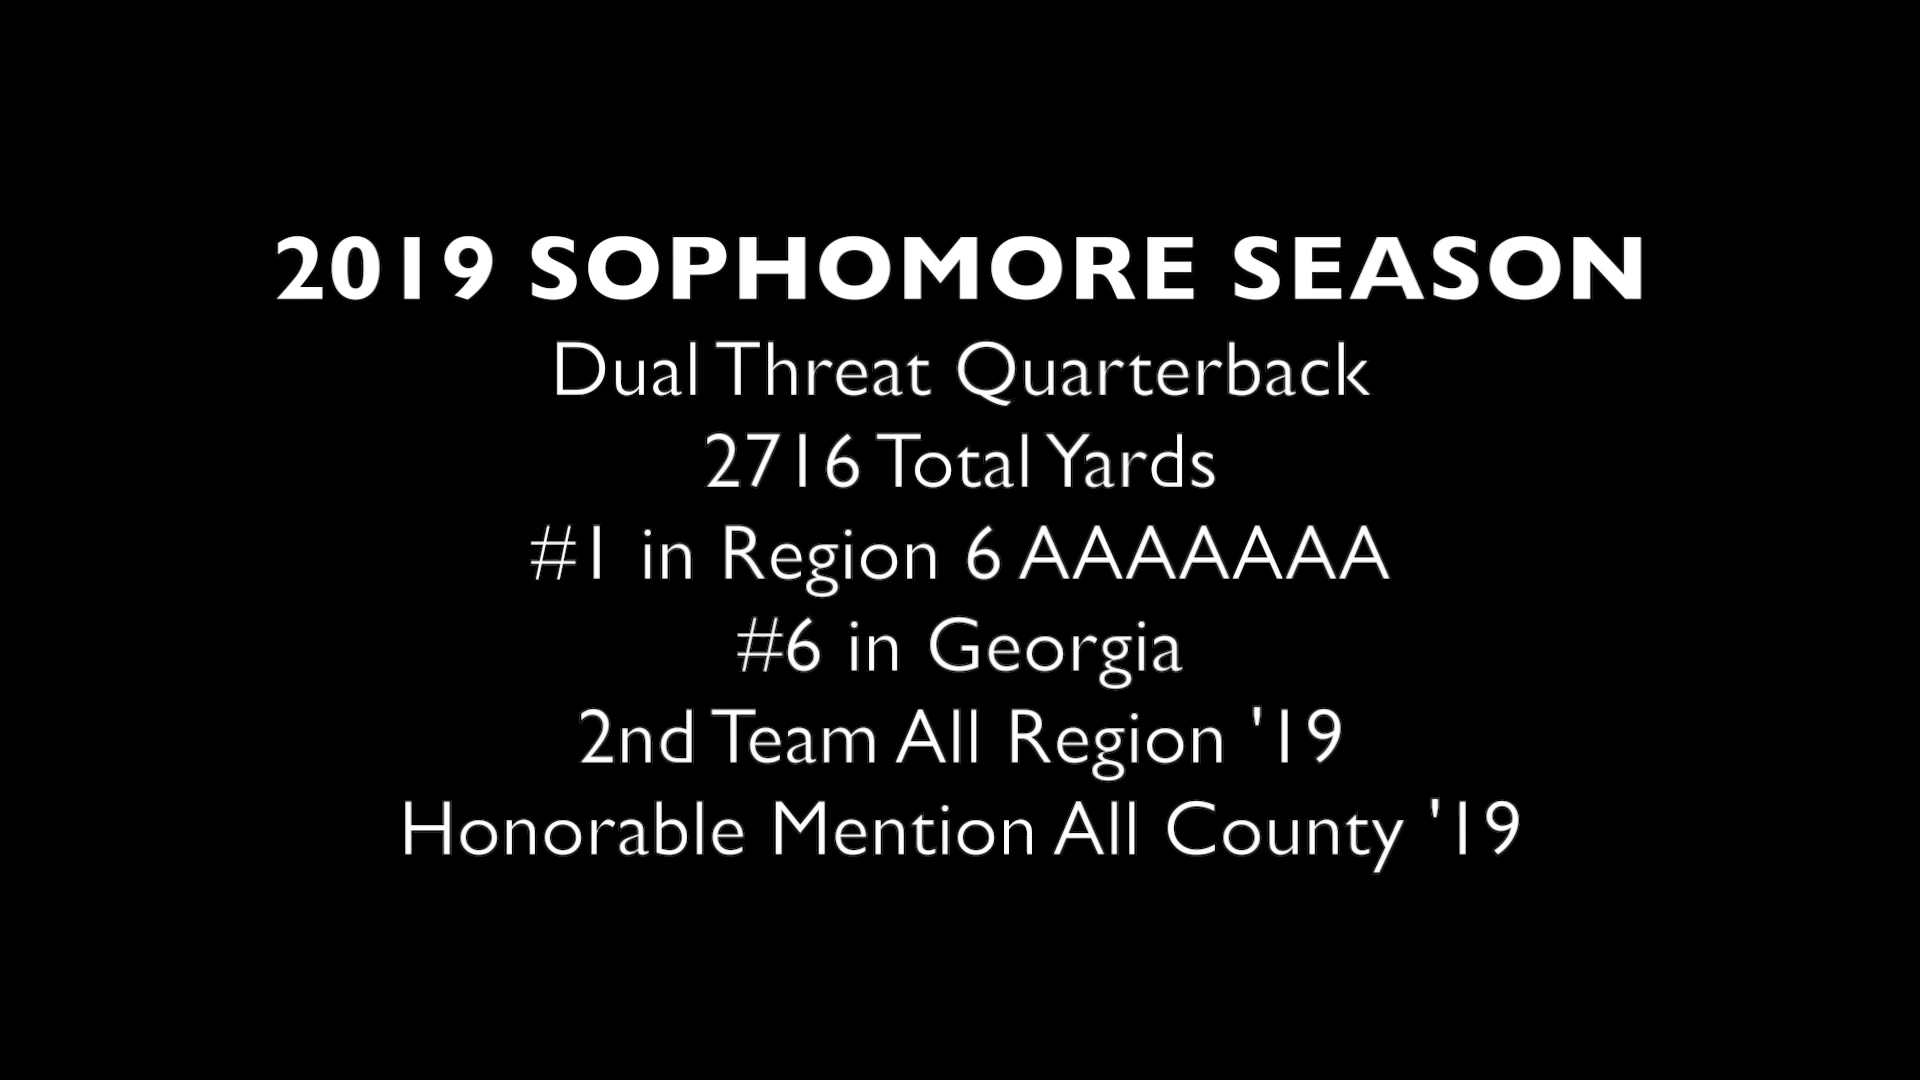 2019 SOPHOMORE SEASON
Dual Threat Quarterback
2716 Total Yards
#1 in Region 6 AAAAAAA
#6 in Georgia
2nd Team All Region '19
Honorable Mention All County '19